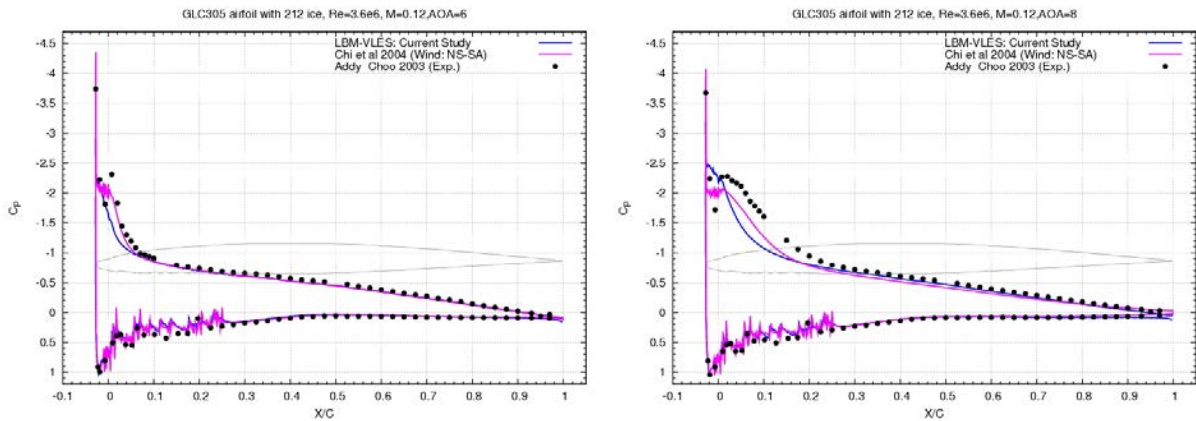 GLC305 airfoil with 212 ice, Re=3.6e6, M=0.12,AOA=6
LBM-VLES: Current Study
Chi et al 2004 (Wind: NS-SA)
Addy Choo 2003 (Exp.)
-4.5
-4
-3.5
-3
-2.5
-2
-1.5
-1
-0.5
0
0.5
1
Cp
-0.1 0 0.1 0.2 0.3 0.4 0.5 0.6 0.7 0.8 0.9 1
X/C
GLC305 airfoil with 212 ice, Re=3.6e6, M=0.12,AOA=8
LBM-VLES: Current Study
Chi et al 2004 (Wind: NS-SA)
Addy Choo 2003 (Exp.)
-4.5
-4
-3.5
-3
-2.5
-2
-1.5
-1
-0.5
0
0.5
1
Cp
-0.1 0 0.1 0.2 0.3 0.4 0.5 0.6 0.7 0.8 0.9 1
X/C